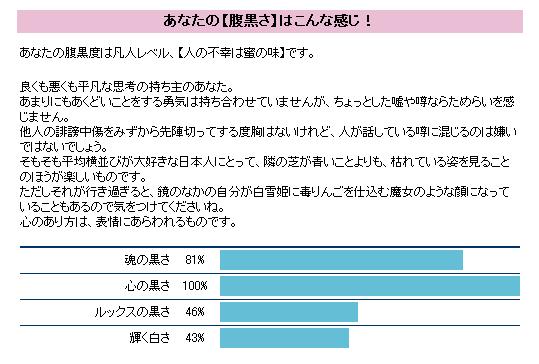 あなたの【腹黒さ】はこんな感じ！
あなたの腹黒度は凡人レベル、【人の不幸は蜜の味】です。
良くも悪くも平凡な思考の持ち主のあなた。
あまりにもあくどいことをする勇気は持ち合わせていませんが、ちょっとした嘘や噂ならためらいを感
じません。
他人の誹謗中傷をみずから先陣切ってする度胸はないけれど、人が話している噂に混じるのは嫌い
ではないでしょう。
そもそも平均横並びが大好きな日本人にとって、隣の芝が青いことよりも、枯れている姿を見ること
のほうが楽しいものです。
ただしそれが行き過ぎると、鏡のなかの自分が白雪姫に毒りんごを仕込む魔女のような顔になって
いることもあるので気をつけてくださいね。
心のあり方は、表情にあらわれるものです。
魂の黒さ 81%
心の黒さ 100%
ルックスの黒さ 46%
輝く白さ 43%